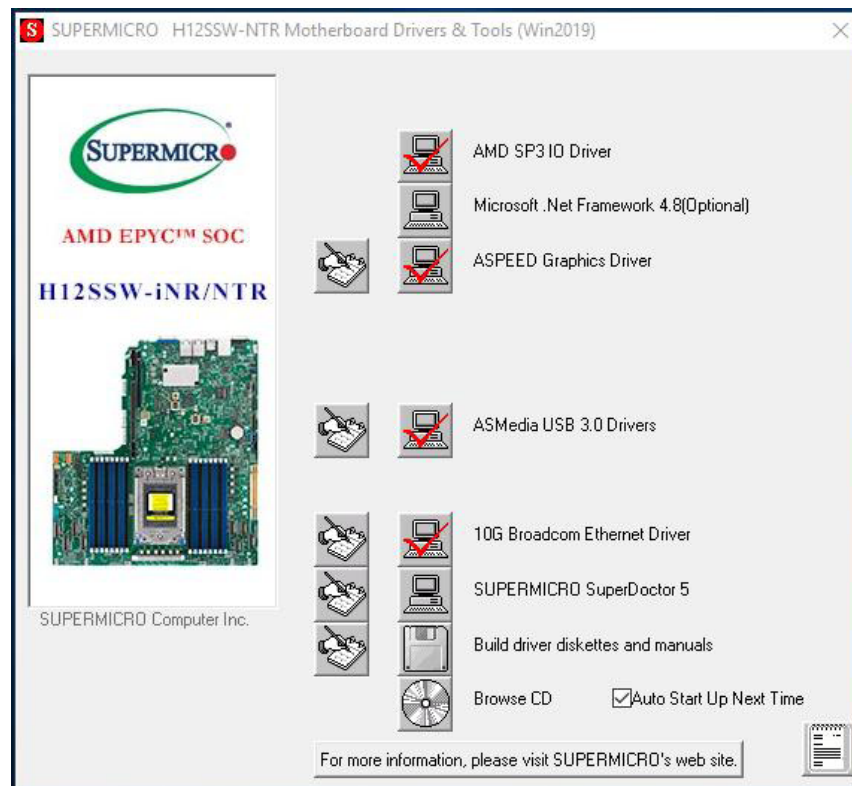 S SUPERMICRO H12SSW-NTR Motherboard Drivers & Tools (Win2019)
SUPERMICRO
AMD EPYC™ SOC
H12SSW-iNR/NTR
SUPERMICRO Computer Inc.
AMD SP3 IO Driver
Microsoft .Net Framework 4.8(Optional)
ASPEED Graphics Driver
ASMedia USB 3.0 Drivers
10G Broadcom Ethernet Driver
SUPERMICRO SuperDoctor 5
Build driver diskettes and manuals
Browse CD Auto Start Up Next Time
For more information, please visit SUPERMICRO's web site.